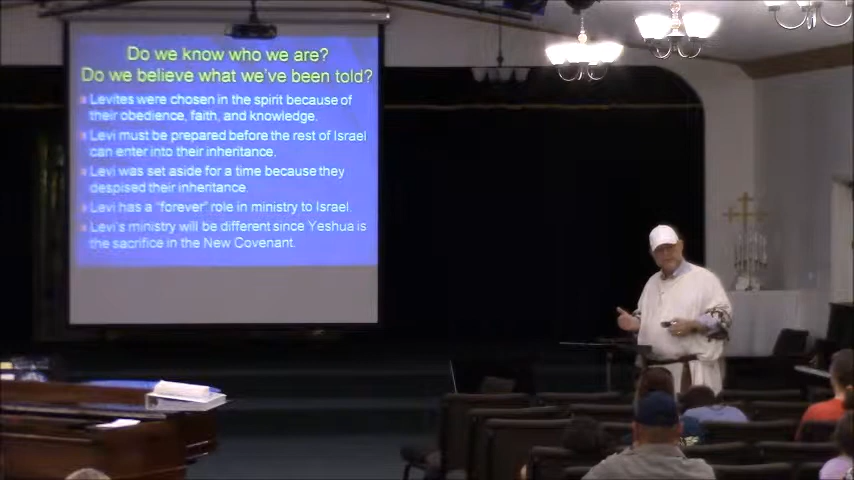 Do we know who we are?
Do we believe what we've been told?
Levites were chosen in the spirit because of
their obedience, faith, and knowledge.
Levi must be prepared before the rest of Israel
can enter into their inheritance.
Levi was set aside for a time because they
despised their inheritance.
Levi has a "forever" role in ministry to Israel.
Levi's ministry will be different since Yeshua is
the sacrifice in the New Covenant.